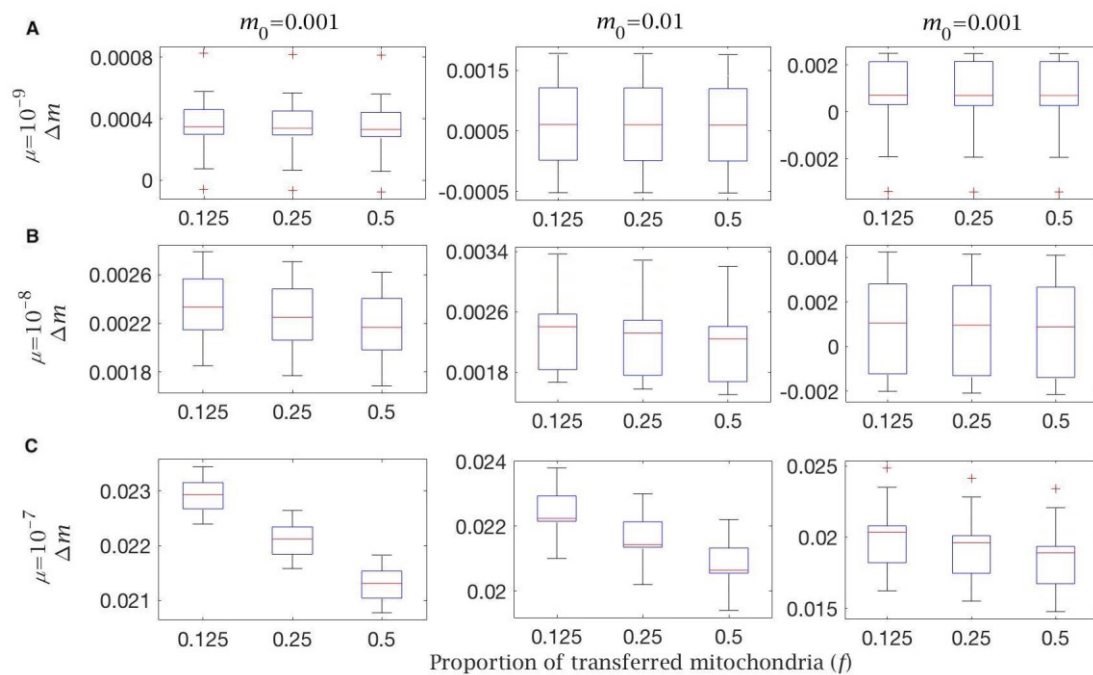 m₀=0.001 m₀=0.01 m₀=0.001
A
μ=10⁻⁹
Δm
0.0008
0.0004
0
0.125 0.25 0.5
0.0015
0.0005
-0.0005
0.125 0.25 0.5
0.002
0
-0.002
0.125 0.25 0.5
B
μ=10⁻⁸
Δm
0.0026
0.0022
0.0018
0.125 0.25 0.5
0.0034
0.0026
0.0018
0.125 0.25 0.5
0.004
0.002
0
-0.002
0.125 0.25 0.5
C
μ=10⁻⁷
Δm
0.023
0.022
0.021
0.125 0.25 0.5
0.024
0.022
0.02
0.125 0.25 0.5
0.025
0.02
0.015
0.125 0.25 0.5
Proportion of transferred mitochondria (f)